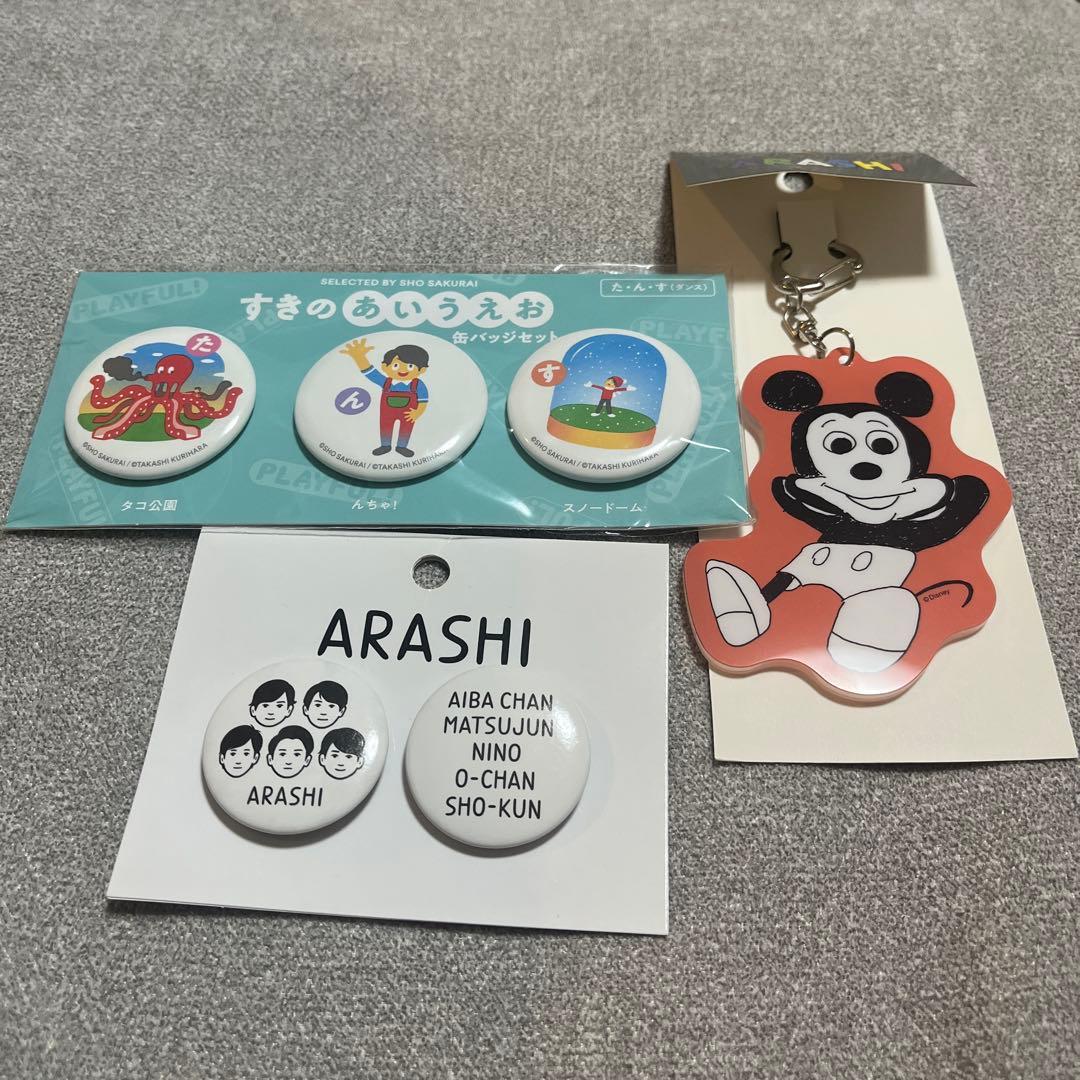 SELECTED BY SHO SAKURAI
すきの あいうえお
缶バッジセット
た・ん・す(ダンス)
PLAYFUL!
PLAYFUL!
PLAYFUL!
た
©SHO SAKURAI / ©TAKASHI KURIHARA
タコ公園
ん
©SHO SAKURAI / ©TAKASHI KURIHARA
んちゃ!
す
©SHO SAKURAI / ©TAKASHI KURIHARA
スノードーム
ARASHI
©Disney
ARASHI
ARASHI
AIBA CHAN
MATSUJUN
NINO
O-CHAN
SHO-KUN